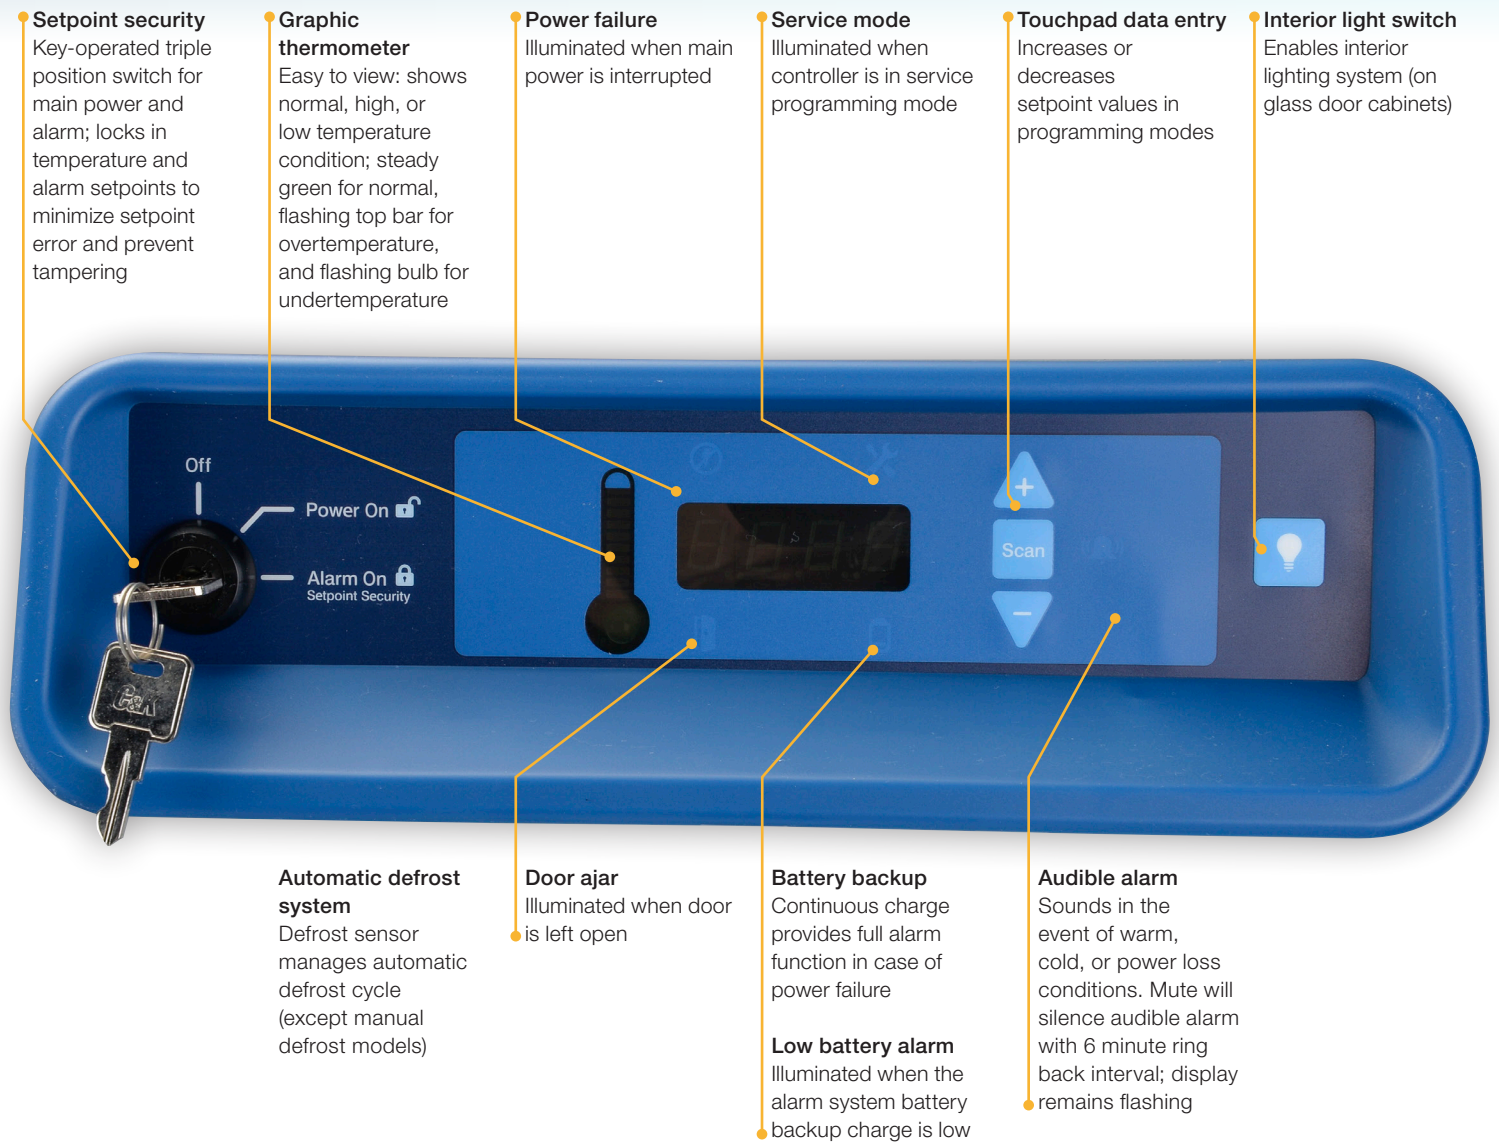 Setpoint security
Key-operated triple
position switch for
main power and
alarm; locks in
temperature and
alarm setpoints to
minimize setpoint
error and prevent
tampering
Graphic
thermometer
Easy to view: shows
normal, high, or
low temperature
condition; steady
green for normal,
flashing top bar for
overtemperature,
and flashing bulb for
undertemperature
Power failure
Illuminated when main
power is interrupted
Service mode
Illuminated when
controller is in service
programming mode
Touchpad data entry
Increases or
decreases
setpoint values in
programming modes
Interior light switch
Enables interior
lighting system (on
glass door cabinets)
Off
Power On
Alarm On
Setpoint Security
+
Scan
−
C&K
Automatic defrost
system
Defrost sensor
manages automatic
defrost cycle
(except manual
defrost models)
Door ajar
Illuminated when door
is left open
Battery backup
Continuous charge
provides full alarm
function in case of
power failure
Low battery alarm
Illuminated when the
alarm system battery
backup charge is low
Audible alarm
Sounds in the
event of warm,
cold, or power loss
conditions. Mute will
silence audible alarm
with 6 minute ring
back interval; display
remains flashing